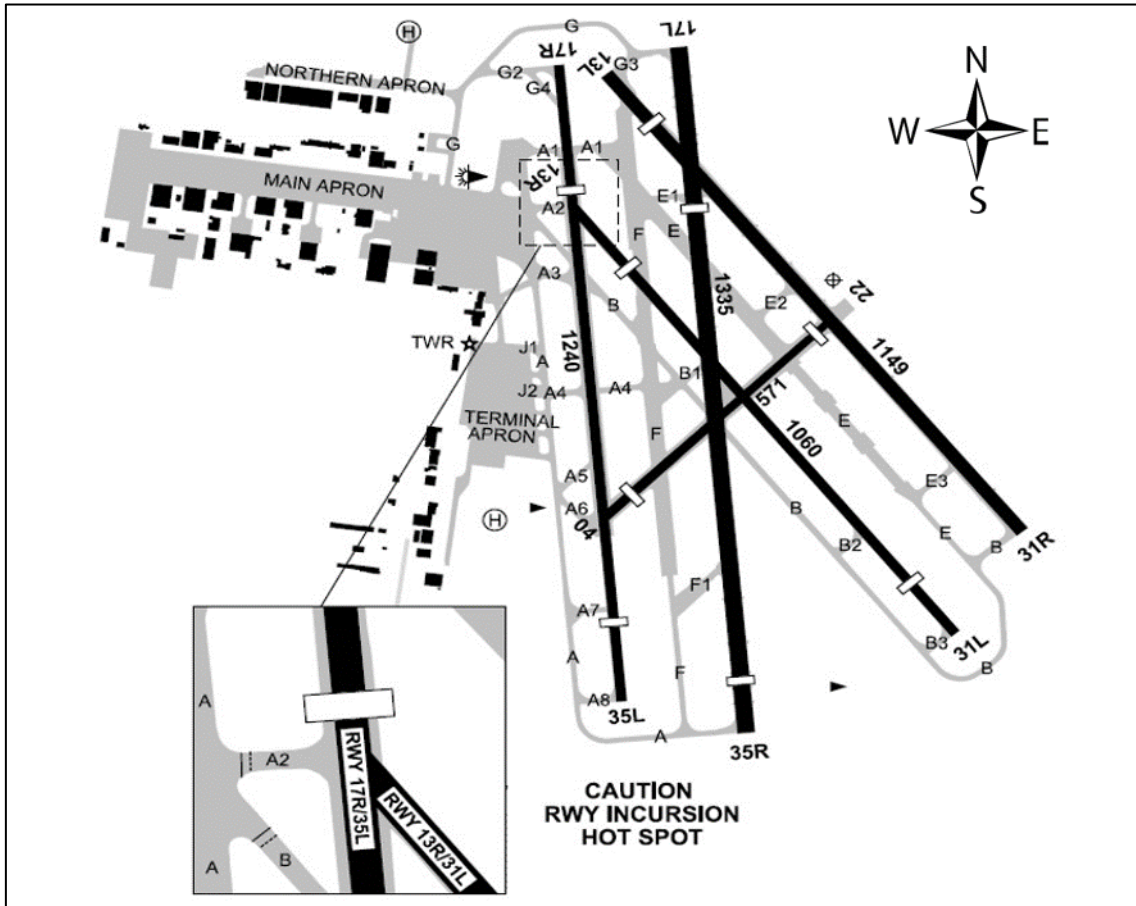 G
17L
H
17R
13L
G3
N
NORTHERN APRON
G2
G4
W
E
G
A1
A1
S
13R
MAIN APRON
A2
E1
E
F
A3
B
E2
22
1335
TWR
J1
A
1240
1149
J2
A4
A4
B1
571
TERMINAL
APRON
F
E
1060
A5
E3
A6
04
B
H
B2
E
B
31R
F1
A7
B3
31L
B
A
F
A8
35L
A
35R
CAUTION
RWY INCURSION
HOT SPOT
A
A2
RWY 17R/35L
RWY 13R/31L
A
B